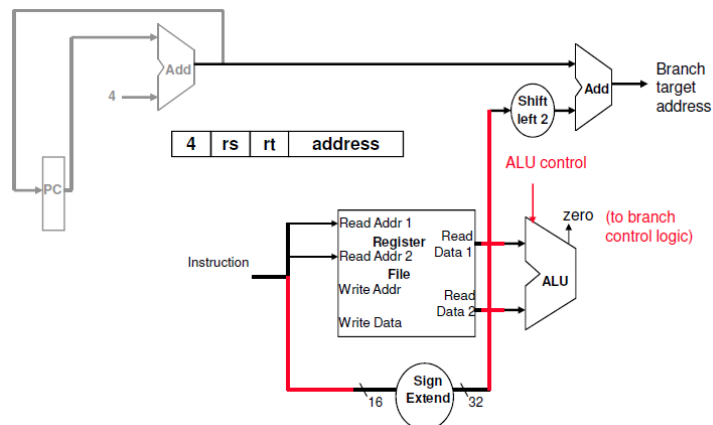 Add
4
PC
Add
Branch
target
address
Shift
left 2
4 rs rt address
ALU control
zero
(to branch
control logic)
Instruction
Read Addr 1
Register
Read Addr 2
File
Write Addr
Write Data
Read
Data 1
Read
Data 2
ALU
Sign
Extend
16
32